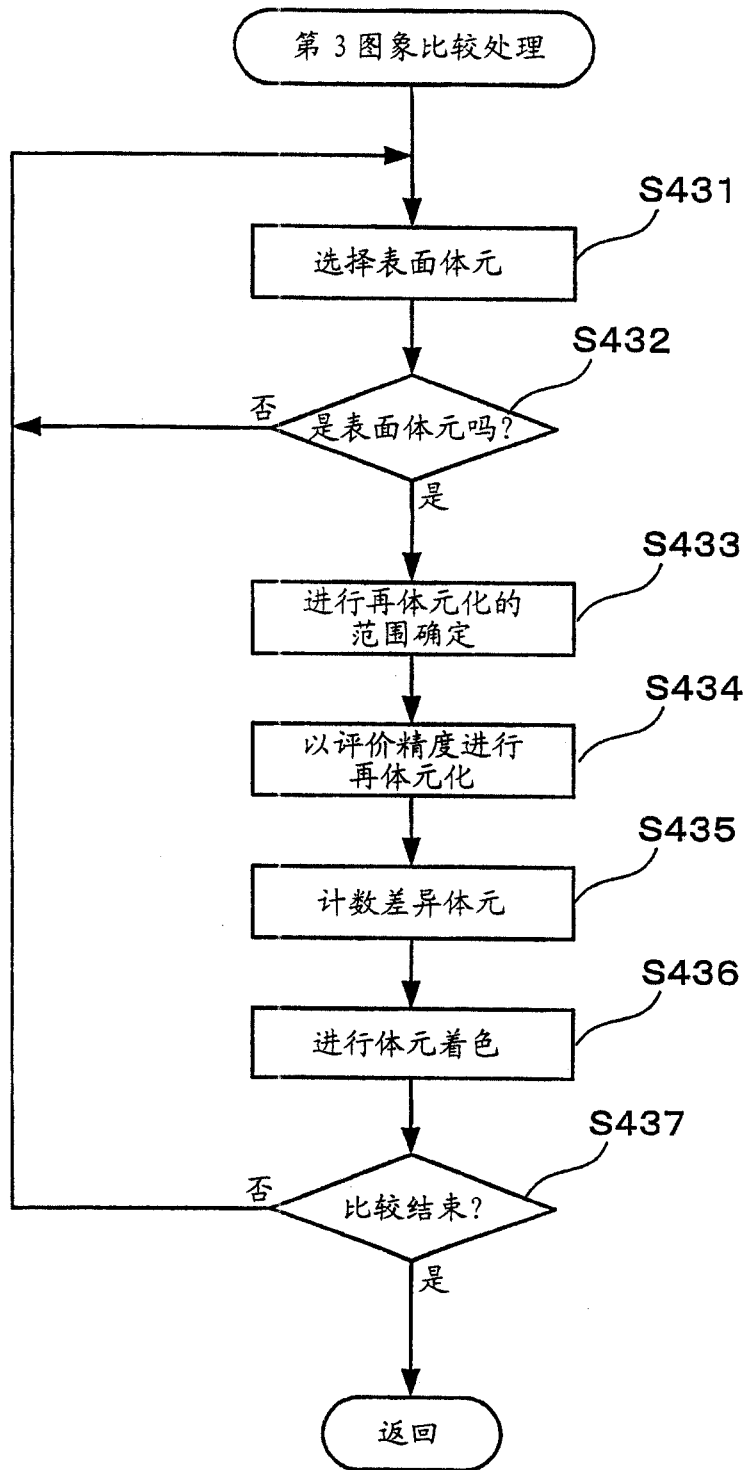 第 3 图象比较处理
S431
选择表面体元
S432
否
是表面体元吗?
是
S433
进行再体元化的
范围确定
S434
以评价精度进行
再体元化
S435
计数差异体元
S436
进行体元着色
S437
否
比较结束?
是
返回